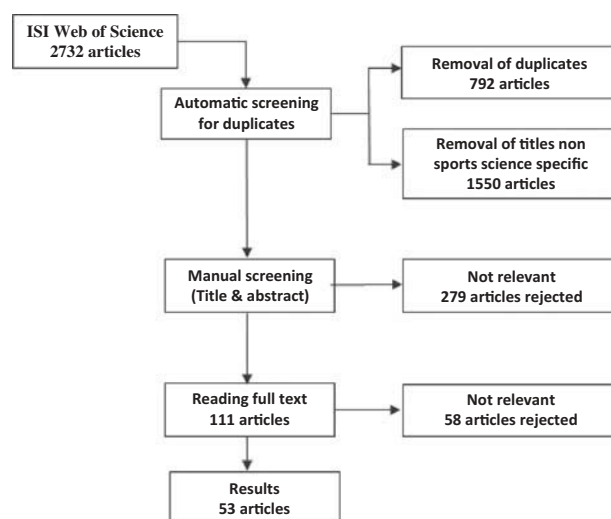 ISI Web of Science
2732 articles
Removal of duplicates
792 articles
Automatic screening
for duplicates
Removal of titles non
sports science specific
1550 articles
Manual screening
(Title & abstract)
Not relevant
279 articles rejected
Reading full text
111 articles
Not relevant
58 articles rejected
Results
53 articles